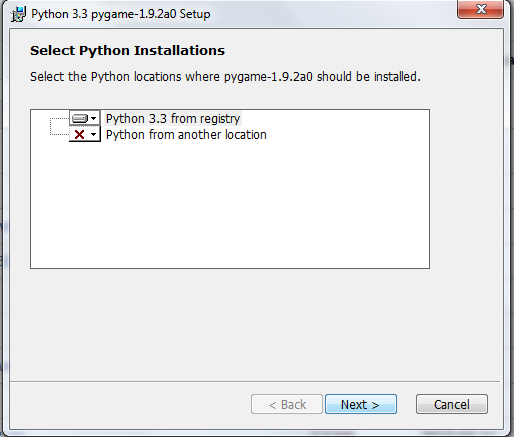 Python 3.3 pygame-1.9.2a0 Setup
Select Python Installations
Select the Python locations where pygame-1.9.2a0 should be installed.
Python 3.3 from registry
Python from another location
< Back Next > Cancel